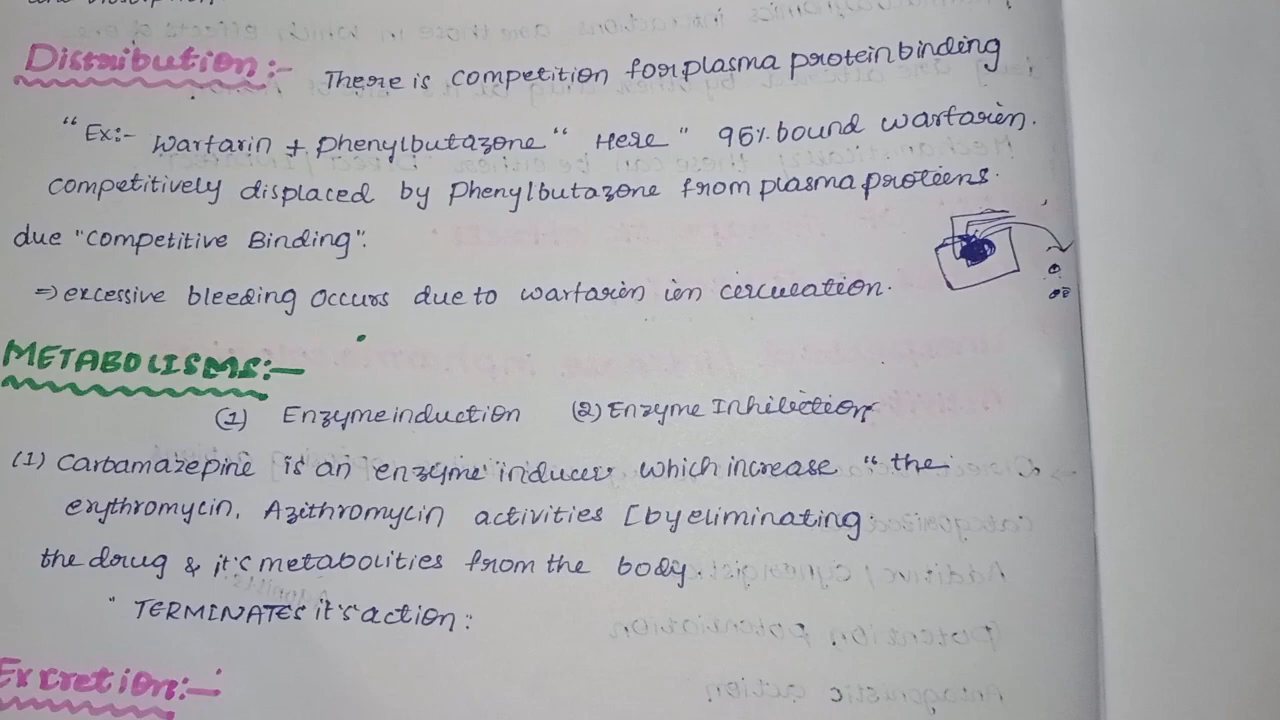 Distribution:- There is competition for plasma protein binding
"Ex:- Warfarin + Phenylbutazone " Here " 96% bound warfarin.
competitively displaced by Phenylbutazone from plasma proteins.
due "competitive Binding".
⇒ excessive bleeding occurs due to warfarin in circulation.
METABOLISMS:-
(1) Enzyme induction (2) Enzyme Inhibition
(1) Carbamazepine is an enzyme inducer which increase " the
erythromycin. Azithromycin activities [by eliminating
the drug & it's metabolities from the body.
" TERMINATES it's action:
Excretion:-